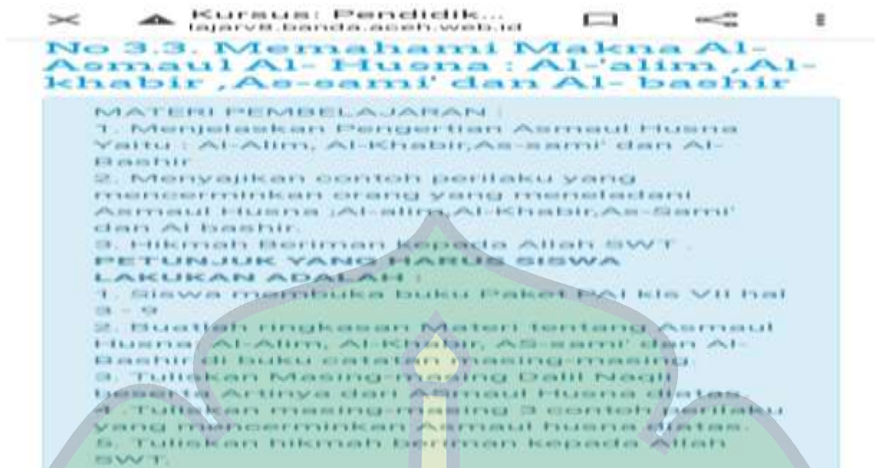 Kursus: Pendidik...
lajarv8.banda.aceh.web.id
No 3.3. Memahami Makna Al-
Asmaul Al- Husna : Al-'alim ,Al-
khabir ,As-sami' dan Al- bashir
MATERI PEMBELAJARAN :
1. Menjelaskan Pengertian Asmaul Husna
Yaitu : Al-Alim, Al-Khabir,As-sami' dan Al-
Bashir
2. Menyajikan contoh perilaku yang
mencerminkan orang yang meneladani
Asmaul Husna ;Al-alim,Al-Khabir,As-Sami'
dan Al bashir.
3. Hikmah Beriman kepada Allah SWT .
PETUNJUK YANG HARUS SISWA
LAKUKAN ADALAH :
1. Siswa membuka buku Paket PAI kls VII hal
3 - 9
2. Buatlah ringkasan Materi tentang Asmaul
Husna: Al-Alim, Al-Khabir, AS-sami' dan Al-
Bashir di buku catatan masing-masing
3. Tuliskan Masing-masing Dalil Naqli
beserta Artinya dari ASmaul Husna diatas.
4. Tuliskan masing-masing 3 contoh perilaku
yang mencerminkan Asmaul husna diatas.
5. Tuliskan hikmah beriman kepada Allah
SWT.